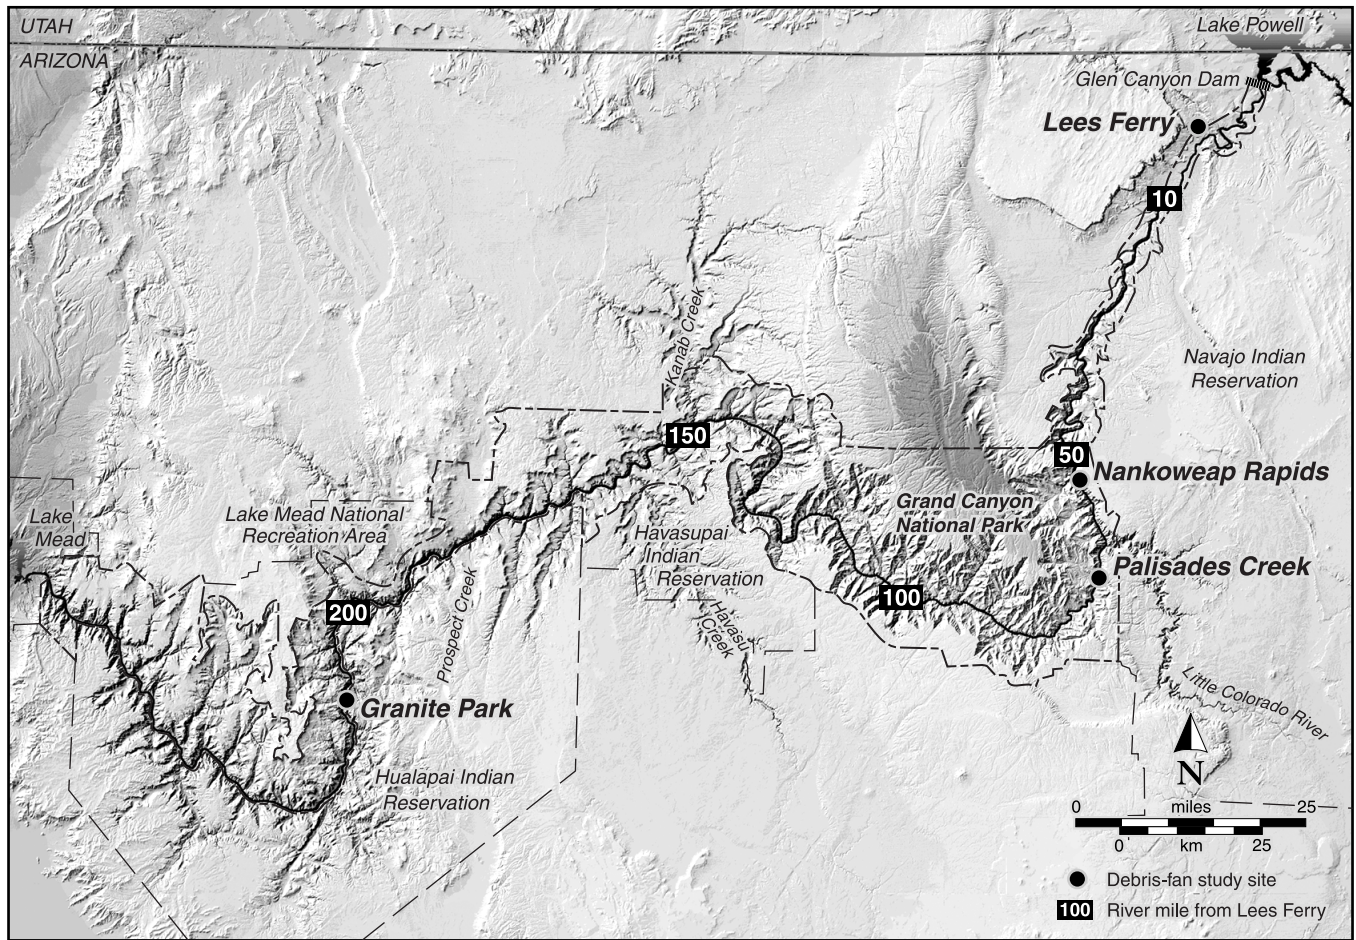 UTAH
Lake Powell
ARIZONA
Glen Canyon Dam
Lees Ferry
10
Kanab Creek
Navajo Indian
Reservation
150
50
Nankoweap Rapids
Grand Canyon
National Park
Lake
Mead
Lake Mead National
Recreation Area
Havasupai
Indian
Reservation
Palisades Creek
Prospect Creek
200
100
Havasu
Creek
Granite Park
Little Colorado River
N
Hualapai Indian
Reservation
0 miles 25
0 km 25
Debris-fan study site
100 River mile from Lees Ferry